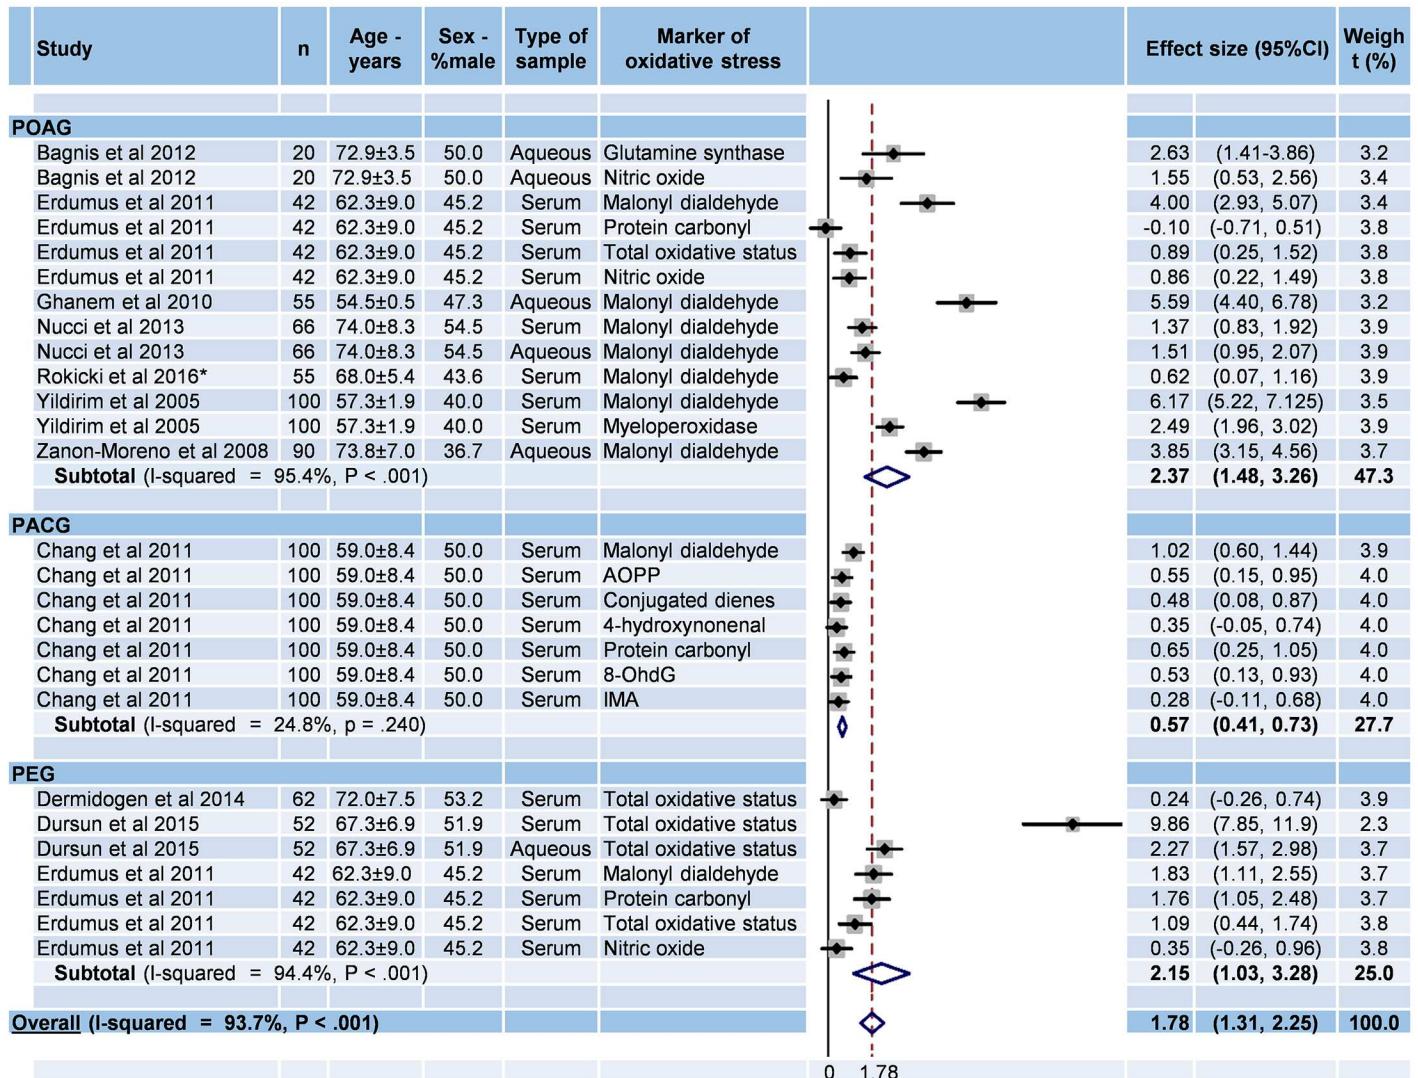 Study n Age - years Sex - %male Type of sample Marker of oxidative stress Effect size (95%CI) Weigh t (%)
POAG
Bagnis et al 2012 20 72.9±3.5 50.0 Aqueous Glutamine synthase 2.63 (1.41-3.86) 3.2
Bagnis et al 2012 20 72.9±3.5 50.0 Aqueous Nitric oxide 1.55 (0.53, 2.56) 3.4
Erdumus et al 2011 42 62.3±9.0 45.2 Serum Malonyl dialdehyde 4.00 (2.93, 5.07) 3.4
Erdumus et al 2011 42 62.3±9.0 45.2 Serum Protein carbonyl -0.10 (-0.71, 0.51) 3.8
Erdumus et al 2011 42 62.3±9.0 45.2 Serum Total oxidative status 0.89 (0.25, 1.52) 3.8
Erdumus et al 2011 42 62.3±9.0 45.2 Serum Nitric oxide 0.86 (0.22, 1.49) 3.8
Ghanem et al 2010 55 54.5±0.5 47.3 Aqueous Malonyl dialdehyde 5.59 (4.40, 6.78) 3.2
Nucci et al 2013 66 74.0±8.3 54.5 Serum Malonyl dialdehyde 1.37 (0.83, 1.92) 3.9
Nucci et al 2013 66 74.0±8.3 54.5 Aqueous Malonyl dialdehyde 1.51 (0.95, 2.07) 3.9
Rokicki et al 2016* 55 68.0±5.4 43.6 Serum Malonyl dialdehyde 0.62 (0.07, 1.16) 3.9
Yildirim et al 2005 100 57.3±1.9 40.0 Serum Malonyl dialdehyde 6.17 (5.22, 7.125) 3.5
Yildirim et al 2005 100 57.3±1.9 40.0 Serum Myeloperoxidase 2.49 (1.96, 3.02) 3.9
Zanon-Moreno et al 2008 90 73.8±7.0 36.7 Aqueous Malonyl dialdehyde 3.85 (3.15, 4.56) 3.7
Subtotal (I-squared = 95.4%, P < .001) 2.37 (1.48, 3.26) 47.3
PACG
Chang et al 2011 100 59.0±8.4 50.0 Serum Malonyl dialdehyde 1.02 (0.60, 1.44) 3.9
Chang et al 2011 100 59.0±8.4 50.0 Serum AOPP 0.55 (0.15, 0.95) 4.0
Chang et al 2011 100 59.0±8.4 50.0 Serum Conjugated dienes 0.48 (0.08, 0.87) 4.0
Chang et al 2011 100 59.0±8.4 50.0 Serum 4-hydroxynonenal 0.35 (-0.05, 0.74) 4.0
Chang et al 2011 100 59.0±8.4 50.0 Serum Protein carbonyl 0.65 (0.25, 1.05) 4.0
Chang et al 2011 100 59.0±8.4 50.0 Serum 8-OhdG 0.53 (0.13, 0.93) 4.0
Chang et al 2011 100 59.0±8.4 50.0 Serum IMA 0.28 (-0.11, 0.68) 4.0
Subtotal (I-squared = 24.8%, p = .240) 0.57 (0.41, 0.73) 27.7
PEG
Dermidogen et al 2014 62 72.0±7.5 53.2 Serum Total oxidative status 0.24 (-0.26, 0.74) 3.9
Dursun et al 2015 52 67.3±6.9 51.9 Serum Total oxidative status 9.86 (7.85, 11.9) 2.3
Dursun et al 2015 52 67.3±6.9 51.9 Aqueous Total oxidative status 2.27 (1.57, 2.98) 3.7
Erdumus et al 2011 42 62.3±9.0 45.2 Serum Malonyl dialdehyde 1.83 (1.11, 2.55) 3.7
Erdumus et al 2011 42 62.3±9.0 45.2 Serum Protein carbonyl 1.76 (1.05, 2.48) 3.7
Erdumus et al 2011 42 62.3±9.0 45.2 Serum Total oxidative status 1.09 (0.44, 1.74) 3.8
Erdumus et al 2011 42 62.3±9.0 45.2 Serum Nitric oxide 0.35 (-0.26, 0.96) 3.8
Subtotal (I-squared = 94.4%, P < .001) 2.15 (1.03, 3.28) 25.0
Overall (I-squared = 93.7%, P < .001) 1.78 (1.31, 2.25) 100.0
0 1.78